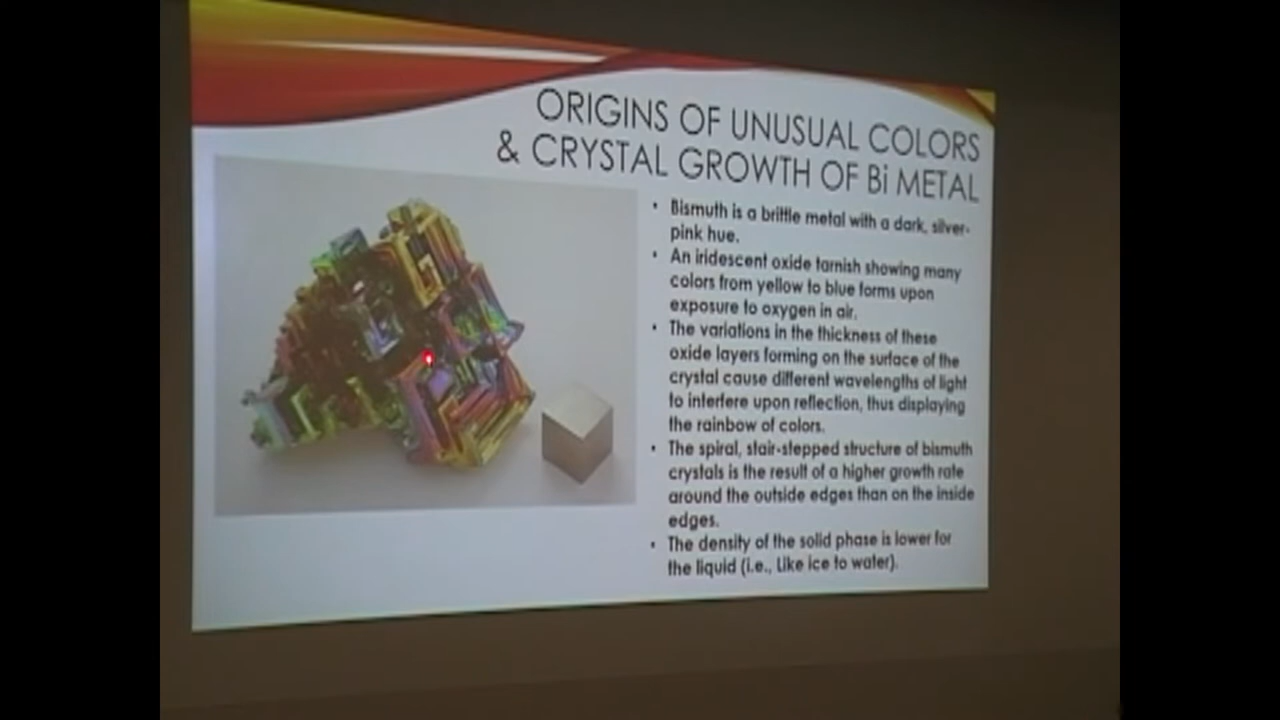 ORIGINS OF UNUSUAL COLORS
& CRYSTAL GROWTH OF Bi METAL
• Bismuth is a brittle metal with a dark, silver-
pink hue.
• An iridescent oxide tarnish showing many
colors from yellow to blue forms upon
exposure to oxygen in air.
• The variations in the thickness of these
oxide layers forming on the surface of the
crystal cause different wavelengths of light
to interfere upon reflection, thus displaying
the rainbow of colors.
• The spiral, stair-stepped structure of bismuth
crystals is the result of a higher growth rate
around the outside edges than on the inside
edges.
• The density of the solid phase is lower for
the liquid (i.e., Like ice to water).